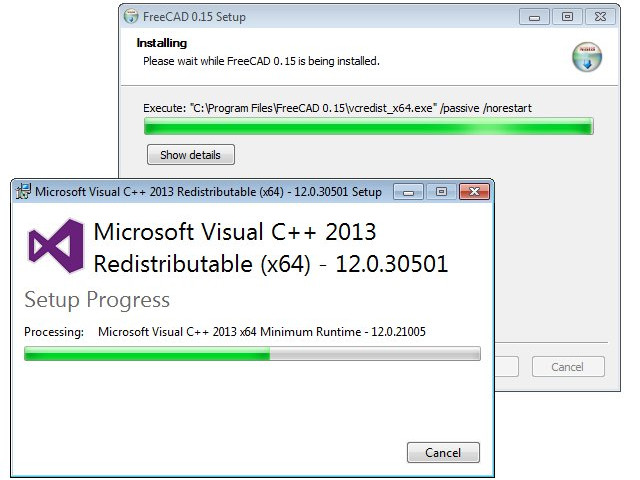 FreeCAD 0.15 Setup
Installing
Please wait while FreeCAD 0.15 is being installed.
Execute: "C:\Program Files\FreeCAD 0.15\vcredist_x64.exe" /passive /norestart
Show details
Microsoft Visual C++ 2013 Redistributable (x64) - 12.0.30501 Setup
Microsoft Visual C++ 2013
Redistributable (x64) - 12.0.30501
Setup Progress
Processing: Microsoft Visual C++ 2013 x64 Minimum Runtime - 12.0.21005
Cancel
Cancel